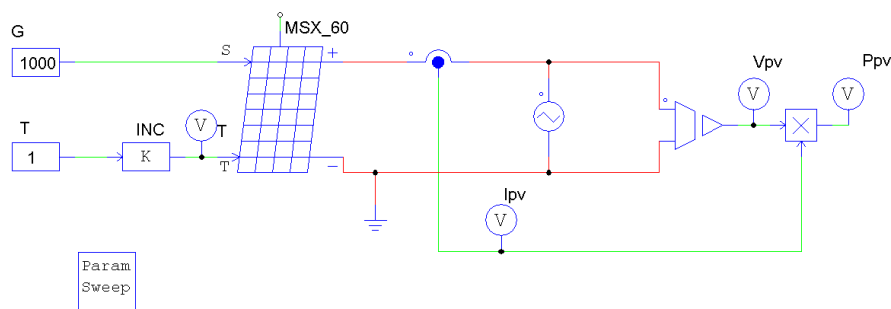 G
MSX_60
1000
S
+
Vpv
Ppv
V
V
T
INC
V
T
1
K
T
−
Ipv
V
Param
Sweep